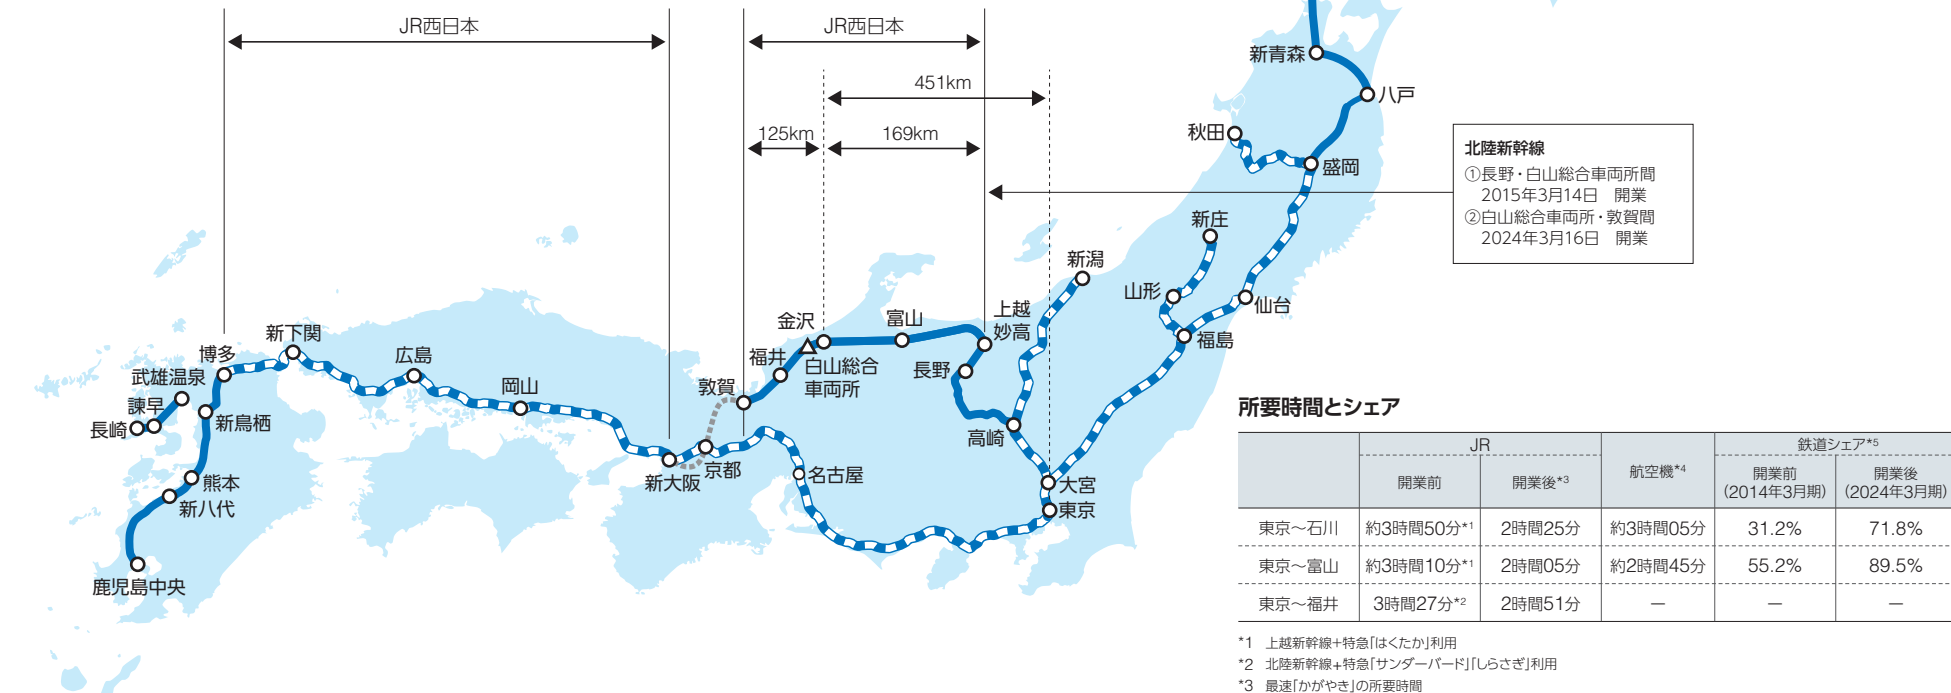 JR西日本
JR西日本
451km
125km
169km
新青森
八戸
秋田
盛岡
北陸新幹線
①長野・白山総合車両所間
2015年3月14日 開業
②白山総合車両所・敦賀間
2024年3月16日 開業
新庄
新潟
山形
仙台
福島
上越
妙高
金沢
富山
福井
白山総合
車両所
長野
敦賀
高崎
新下関
博多
広島
岡山
武雄温泉
諫早
長崎
新鳥栖
熊本
新八代
鹿児島中央
新大阪
京都
名古屋
大宮
東京
所要時間とシェア
JR 航空機*4 鉄道シェア*5
開業前 開業後*3 開業前 開業後
(2014年3月期) (2024年3月期)
東京〜石川 約3時間50分*1 2時間25分 約3時間05分 31.2% 71.8%
東京〜富山 約3時間10分*1 2時間05分 約2時間45分 55.2% 89.5%
東京〜福井 3時間27分*2 2時間51分 － － －
*1 上越新幹線+特急「はくたか」利用
*2 北陸新幹線+特急「サンダーバード」「しらさぎ」利用
*3 最速「かがやき」の所要時間